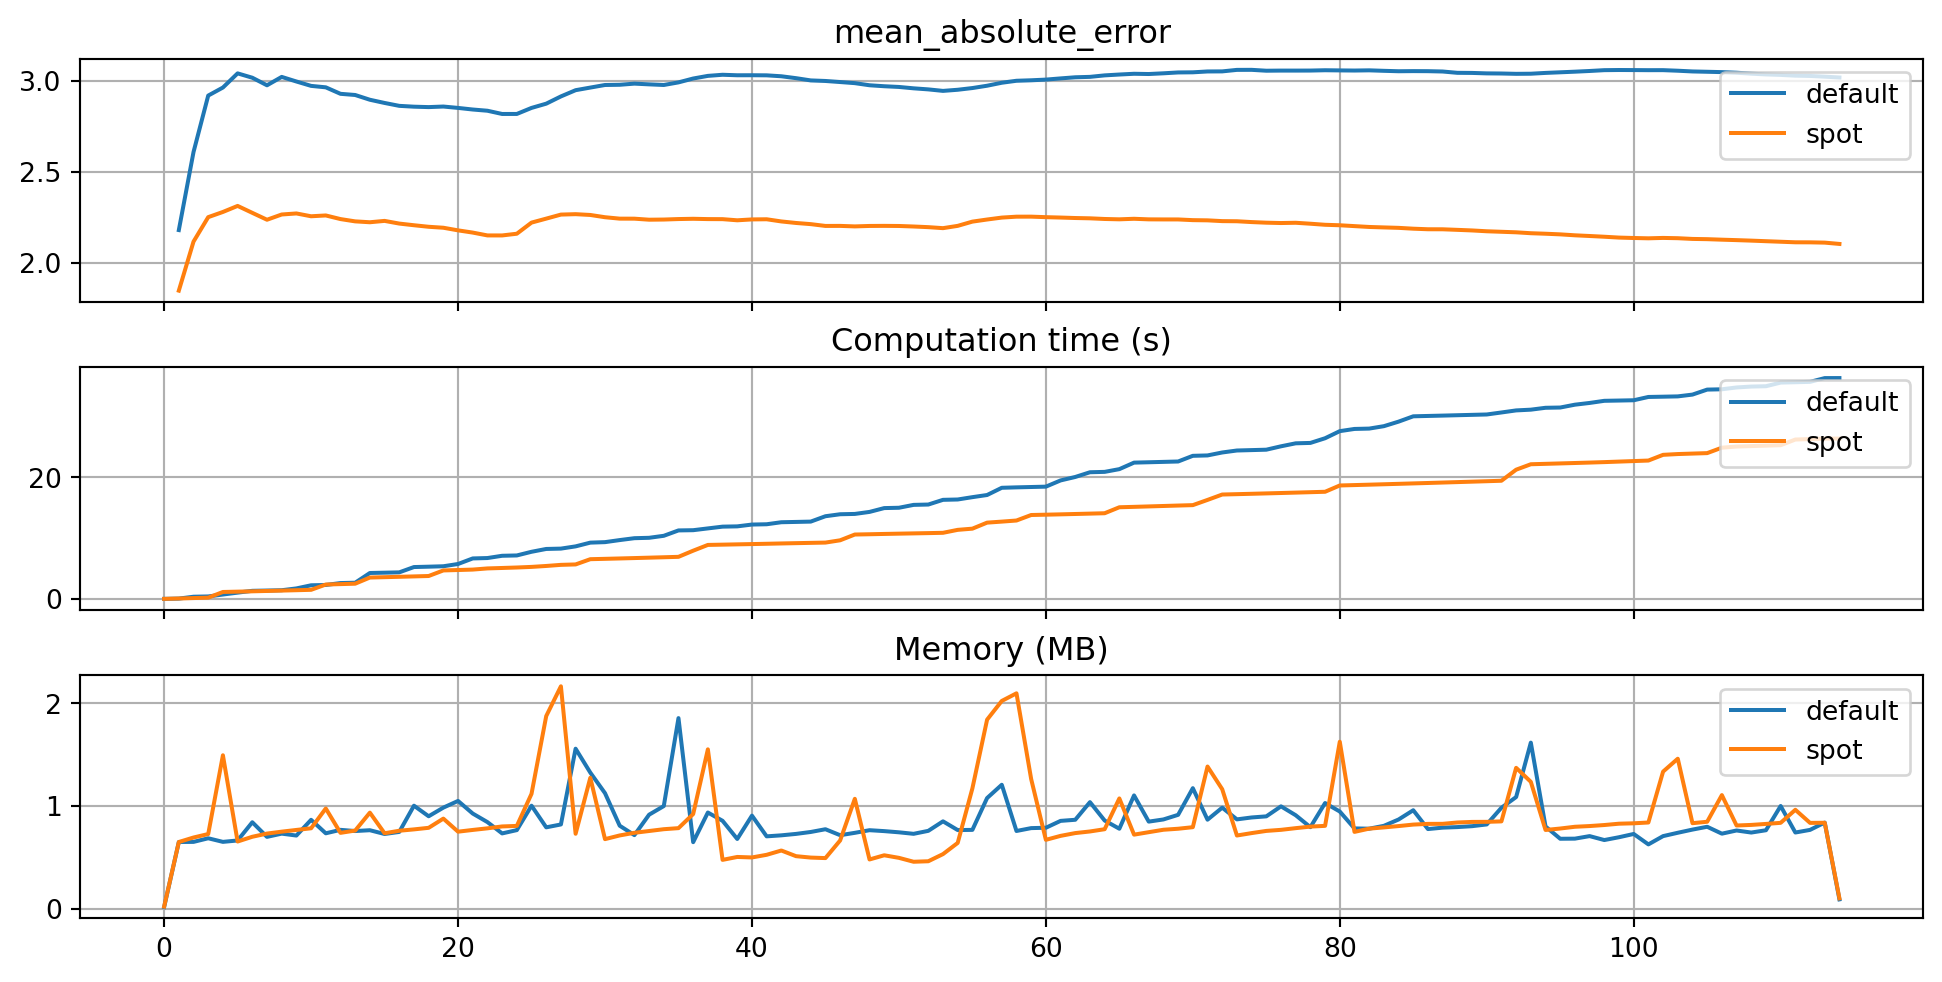 mean_absolute_error
3.0
2.5
2.0
default
spot
Computation time (s)
20
0
default
spot
Memory (MB)
2
1
0
default
spot
0 20 40 60 80 100